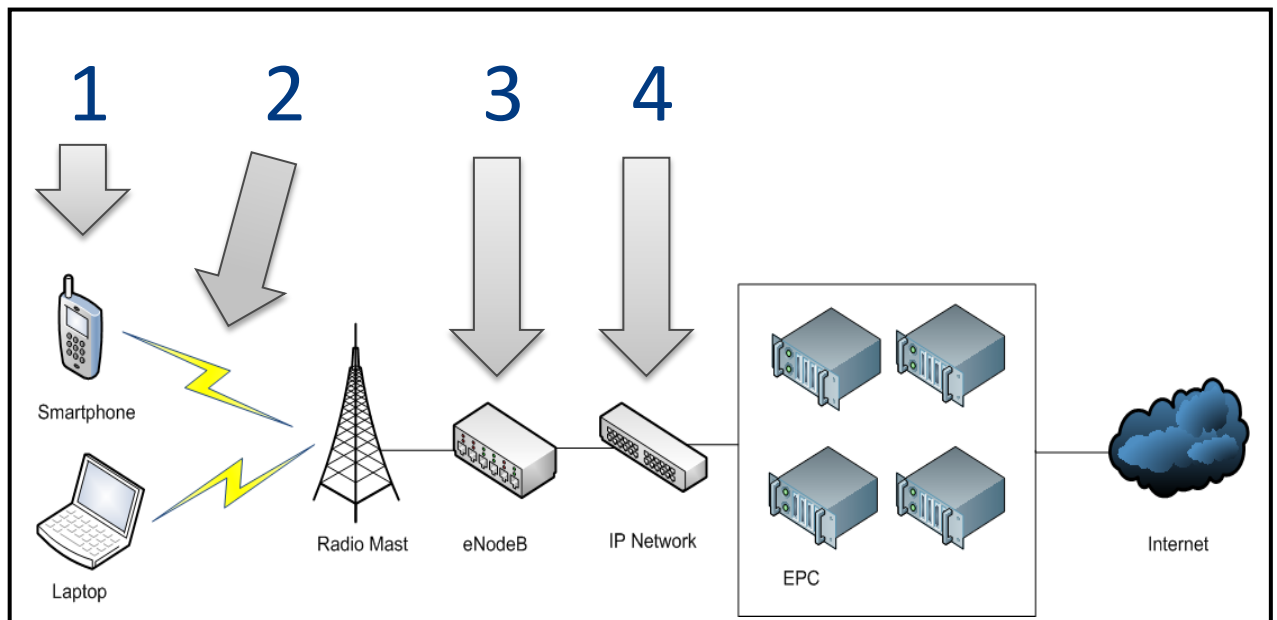 1
2
3
4
Smartphone
Laptop
Radio Mast
eNodeB
IP Network
EPC
Internet